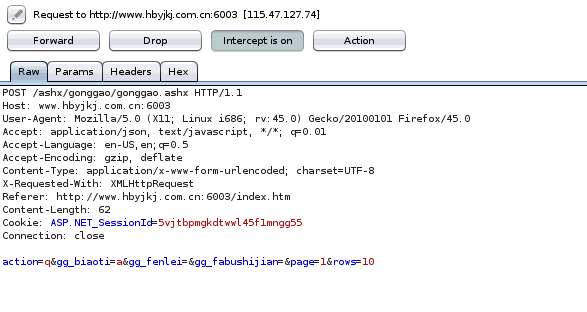 Request to http://www.hbyjkj.com.cn:6003 [115.47.127.74]
Forward Drop Intercept is on Action
Raw Params Headers Hex
POST /ashx/gonggao/gonggao.ashx HTTP/1.1
Host: www.hbyjkj.com.cn:6003
User-Agent: Mozilla/5.0 (X11; Linux i686; rv:45.0) Gecko/20100101 Firefox/45.0
Accept: application/json, text/javascript, */*; q=0.01
Accept-Language: en-US,en;q=0.5
Accept-Encoding: gzip, deflate
Content-Type: application/x-www-form-urlencoded; charset=UTF-8
X-Requested-With: XMLHttpRequest
Referer: http://www.hbyjkj.com.cn:6003/index.htm
Content-Length: 62
Cookie: ASP.NET_SessionId=5vjtbpmgkdtwwl45f1mngg55
Connection: close
action=q&gg_biaoti=a&gg_fenlei=&gg_fabushijian=&page=1&rows=10